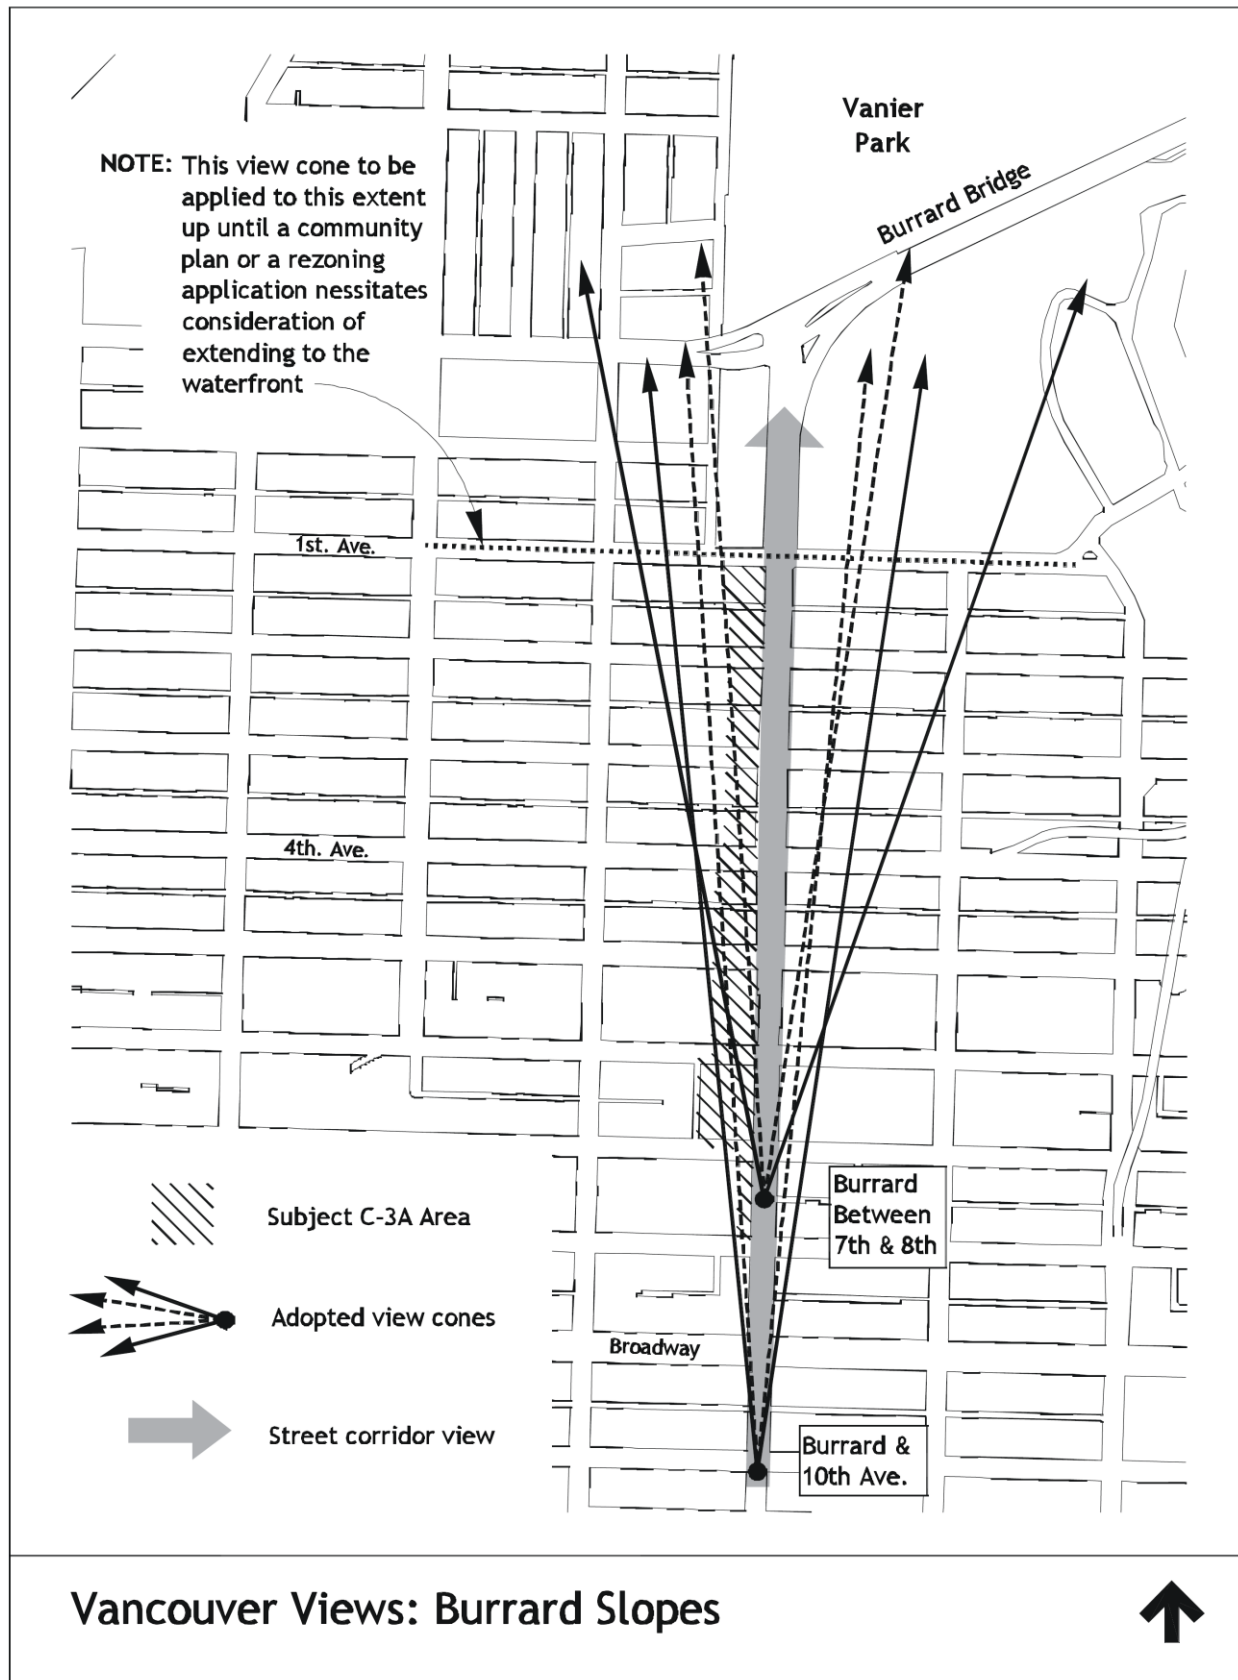 Vanier
Park
Burrard Bridge
NOTE: This view cone to be
applied to this extent
up until a community
plan or a rezoning
application nessitates
consideration of
extending to the
waterfront
1st. Ave.
4th. Ave.
Subject C-3A Area
Burrard
Between
7th & 8th
Adopted view cones
Broadway
Street corridor view
Burrard &
10th Ave.
Vancouver Views: Burrard Slopes